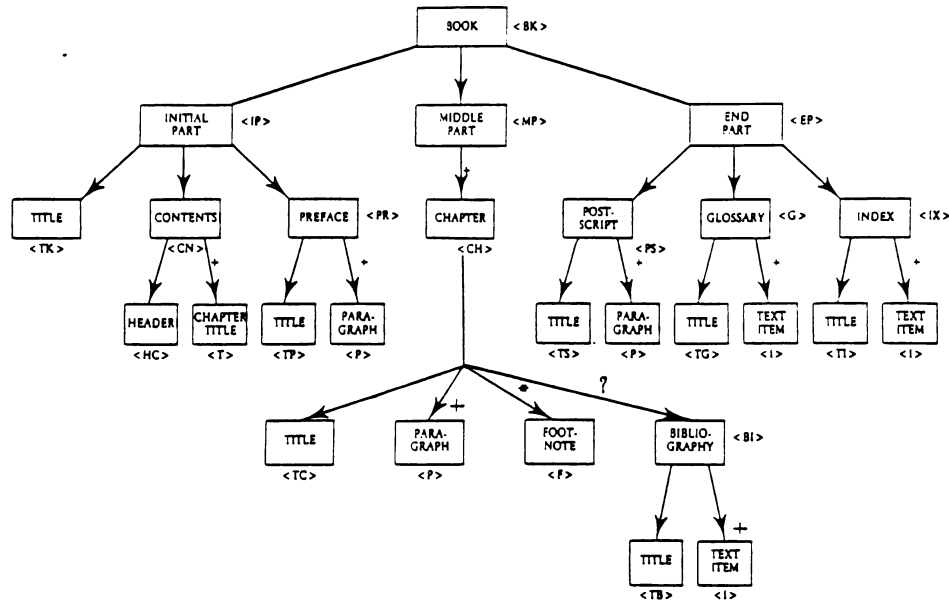 BOOK <BK>
INITIAL PART <IP>
MIDDLE PART <MP>
END PART <EP>
+
TITLE <TK>
CONTENTS <CN>
PREFACE <PR>
CHAPTER <CH>
POST-SCRIPT <PS>
GLOSSARY <G>
INDEX <IX>
+ + + + +
HEADER <HC>
CHAPTER TITLE <T>
TITLE <TP>
PARA-GRAPH <P>
TITLE <TS>
PARA-GRAPH <P>
TITLE <TG>
TEXT ITEM <I>
TITLE <TI>
TEXT ITEM <I>
+ * ?
TITLE <TC>
PARA-GRAPH <P>
FOOT-NOTE <F>
BIBLIO-GRAPHY <BI>
+
TITLE <TB>
TEXT ITEM <I>